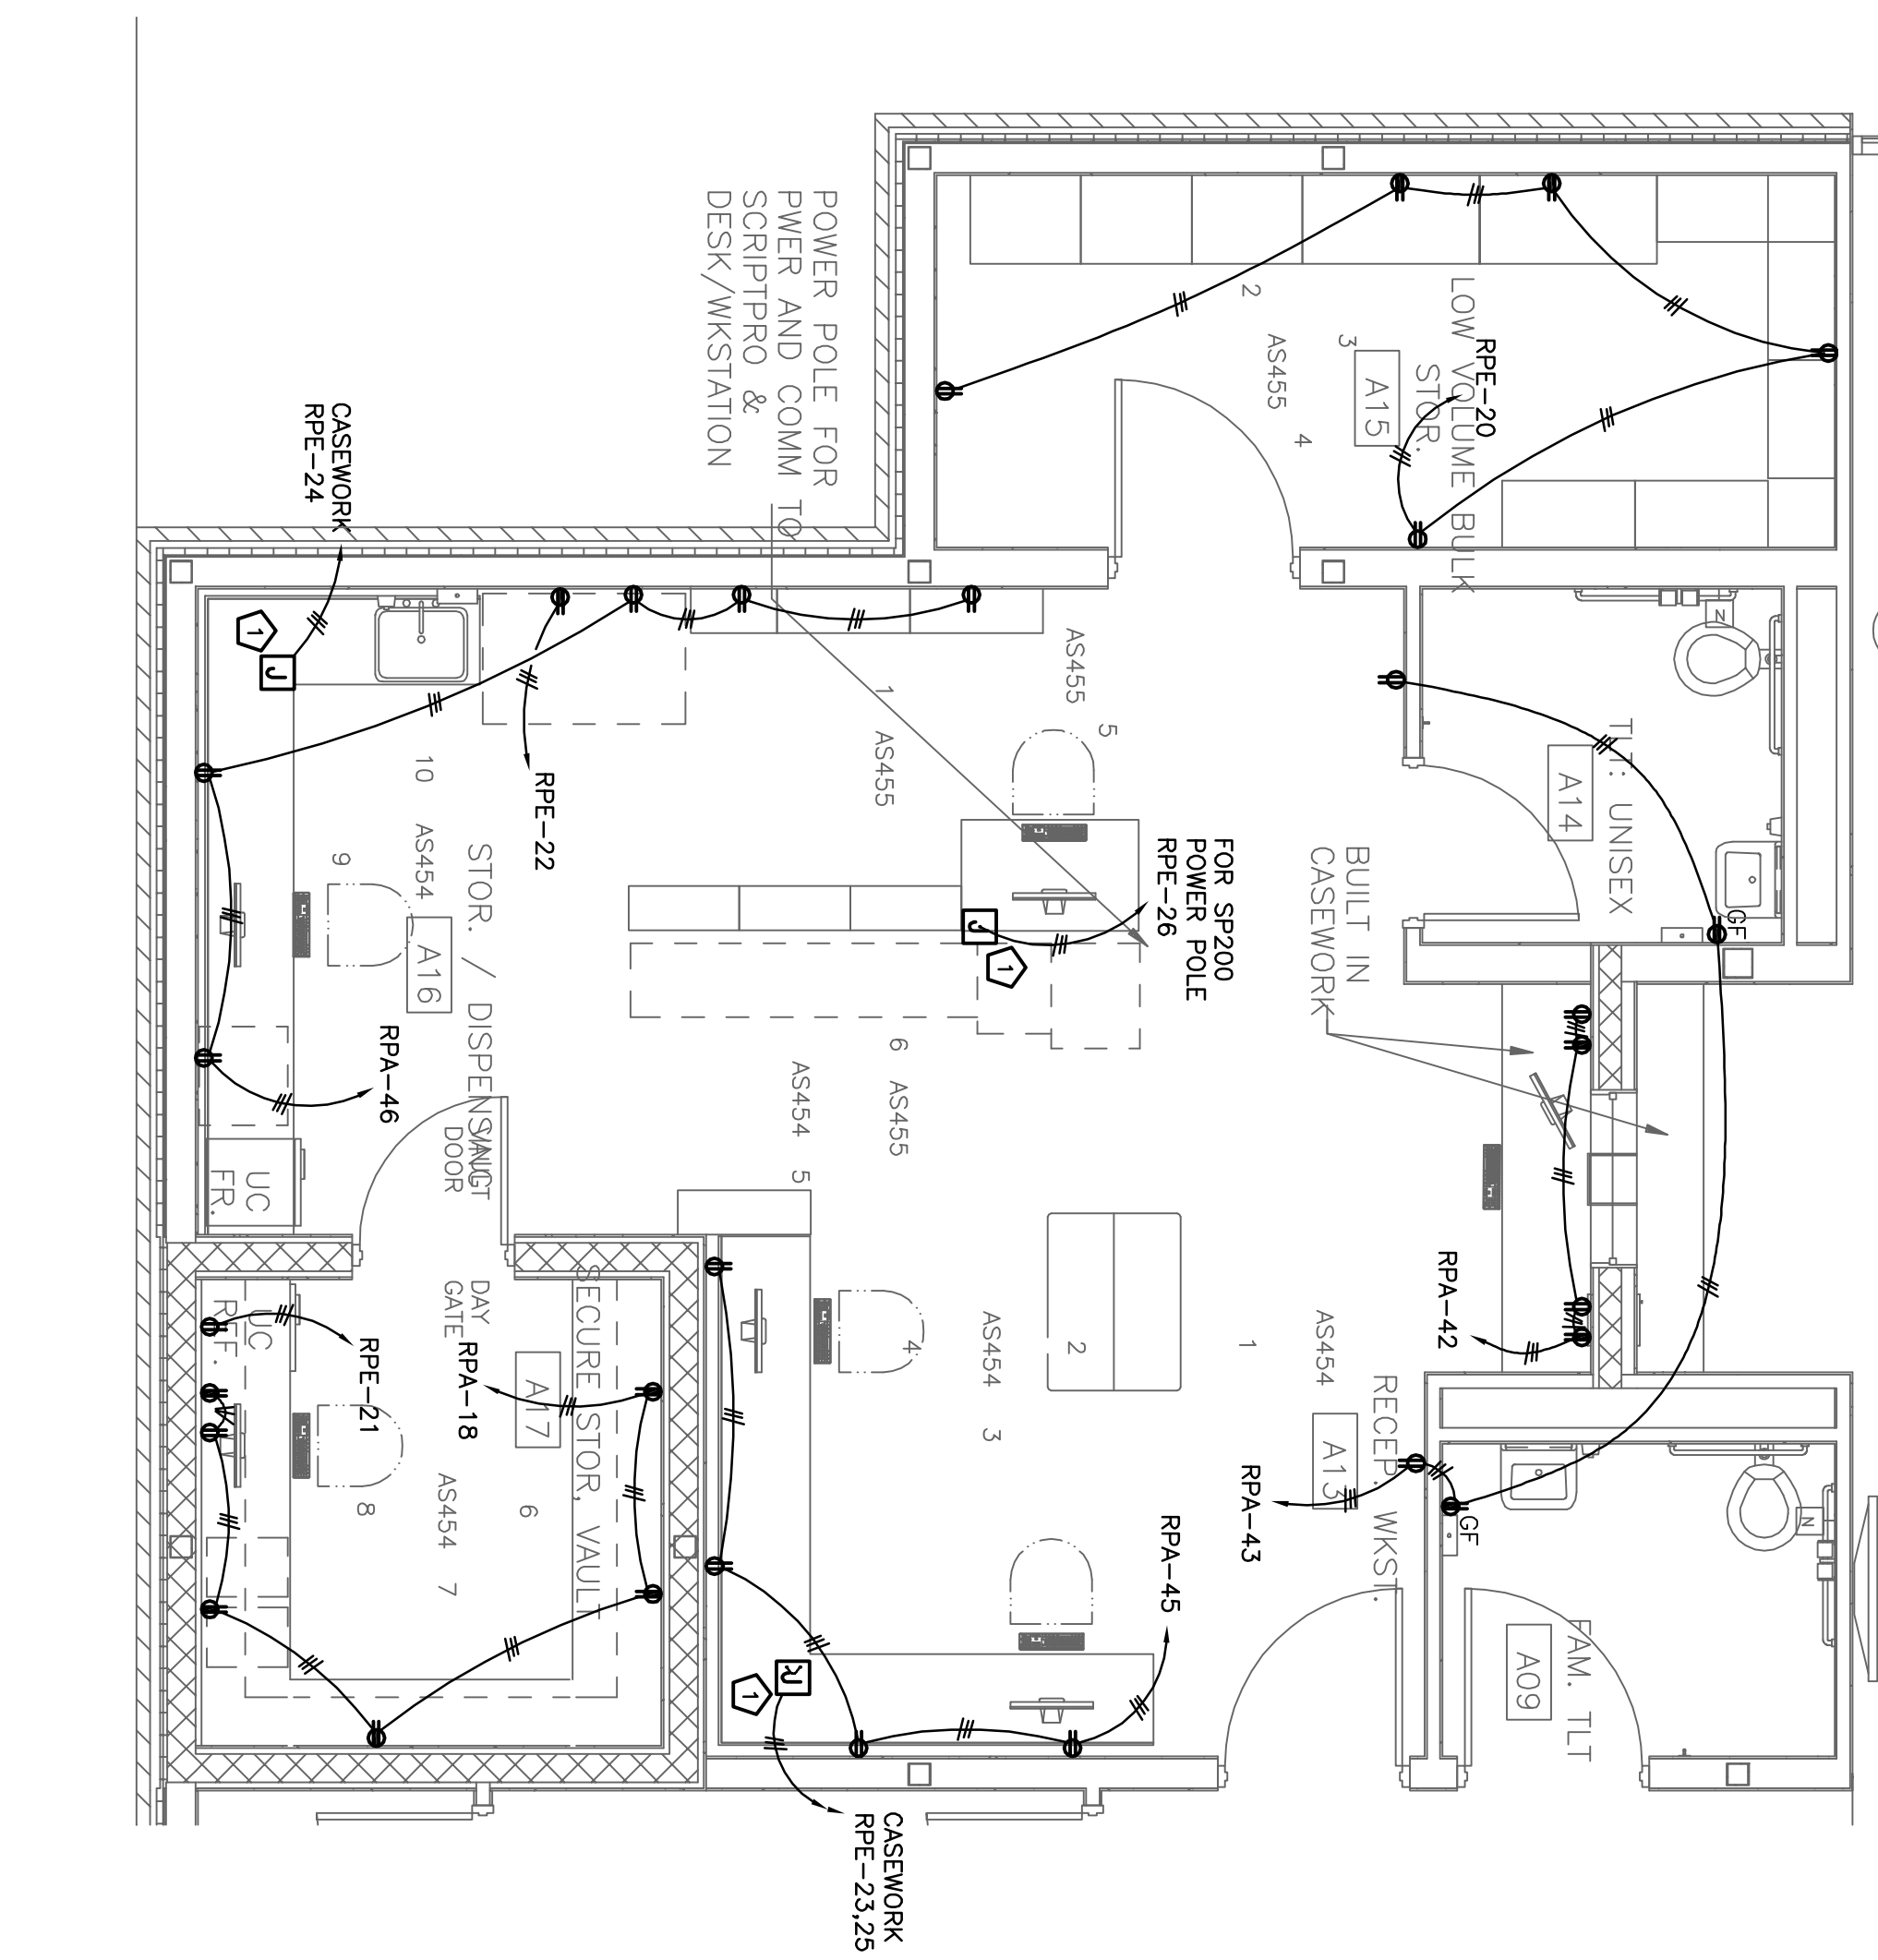 POWER POLE FOR
PWER AND COMM TO
SCRIPTPRO &
DESK/WKSTATION
LOW VOLUME BULK
STOR.
A15
RPE-20
2
AS455
3
4
CASEWORK
RPE-24
1
J
TLT: UNISEX
A14
GF
N
AS455
5
1
AS455
BUILT IN
CASEWORK
FOR SP200
POWER POLE
RPE-26
J
1
RPE-22
10
AS454
9
STOR. / DISPENSING
A16
RPA-46
6
AS455
AS454
5
VAULT
DOOR
UC
FR.
DAY
GATE
UC
REF.
RPE-21
RPA-18
SECURE STOR, VAULT
A17
6
AS454
7
8
RPA-42
1
AS454
2
AS454
3
4
RECEP. WKST.
A13
RPA-43
RPA-45
GF
N
FAM. TLT
A09
J
1
CASEWORK
RPE-23,25